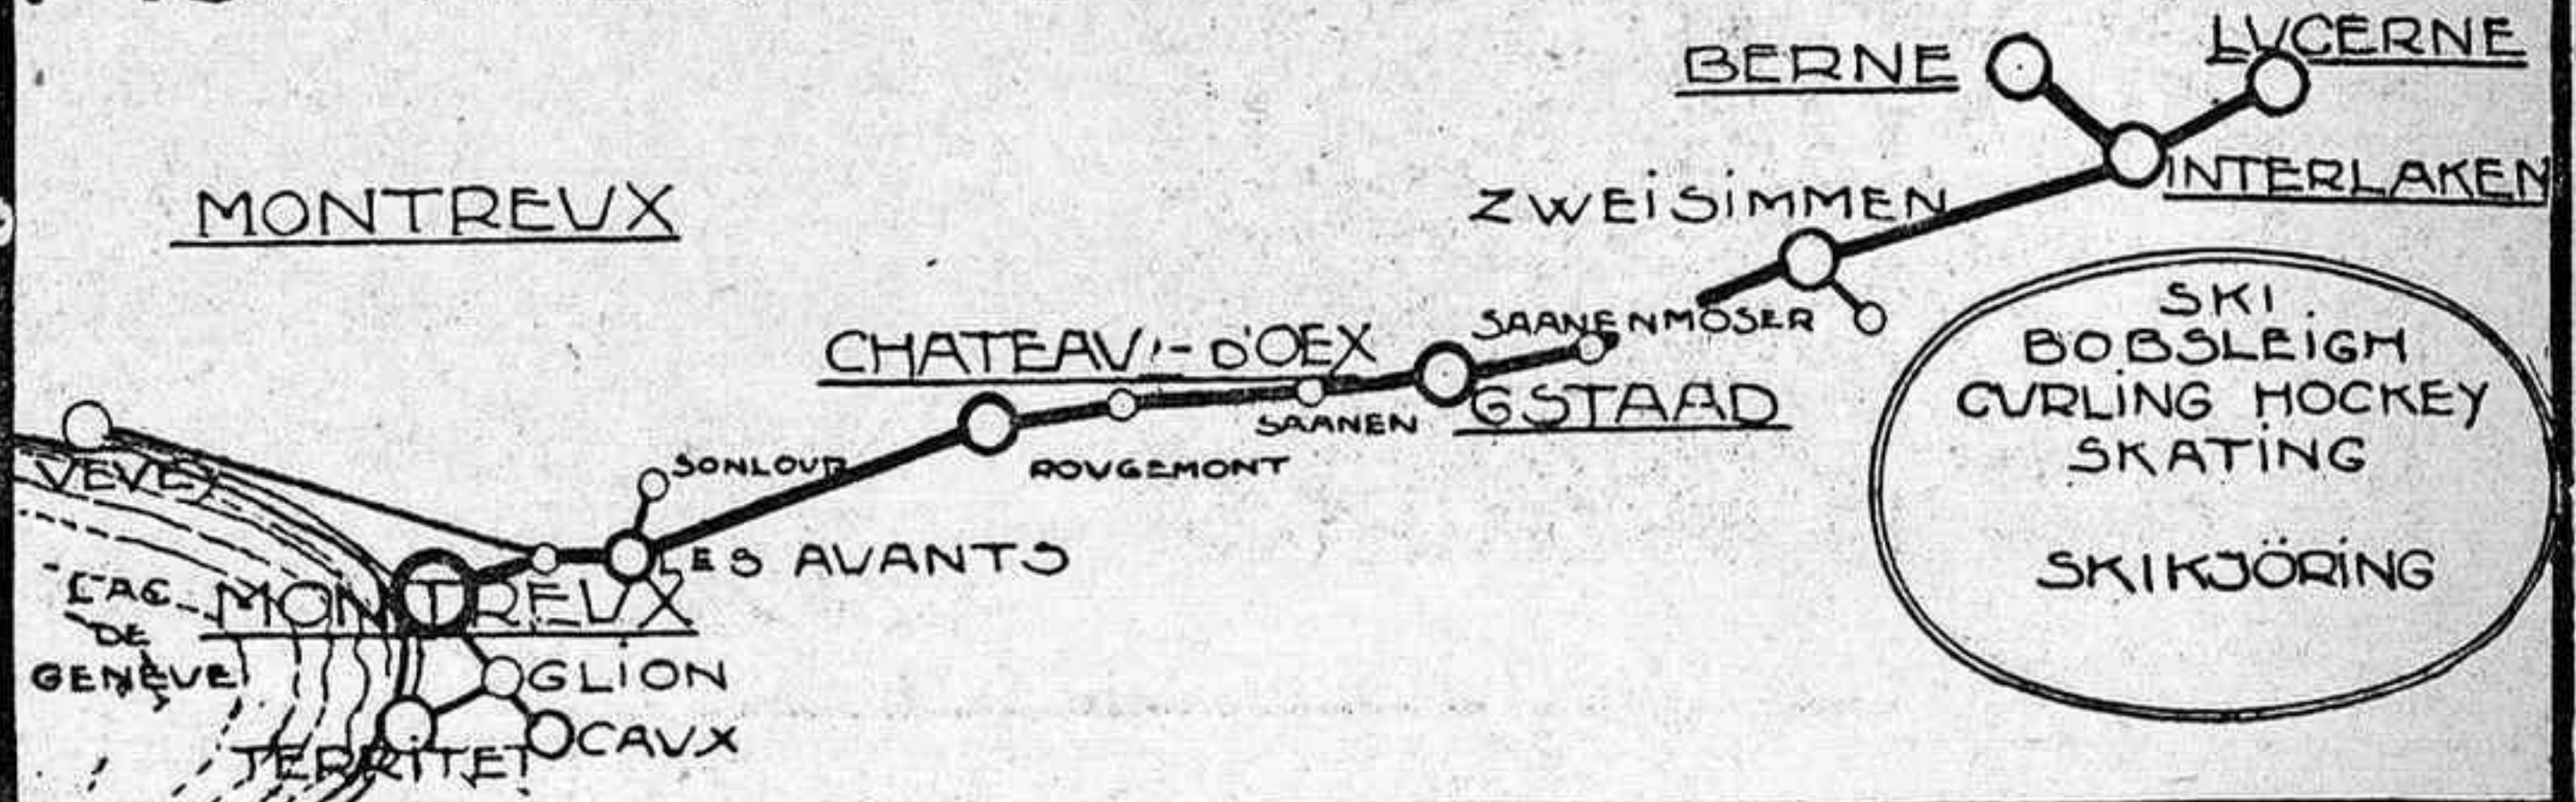 BERNE
LUCERNE
INTERLAKEN
ZWEISIMMEN
MONTREUX
SAANENMÖSER
CHATEAU-D'OEX
GSTAAD
SAANEN
ROUGEMONT
SONLOUP
VEVEY
LES AVANTS
MONTREUX
LAC
DE
GENÈVE
GLION
CAUX
TERRITET
SKI
BOBSLEIGH
CURLING HOCKEY
SKATING
SKIKJÖRING